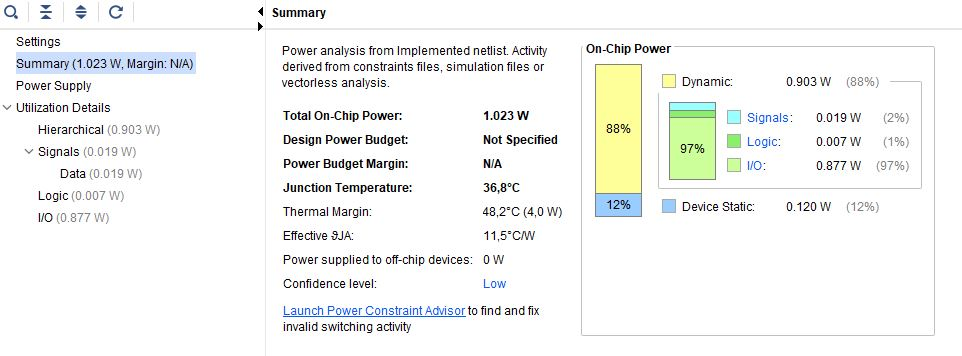 Summary
Settings
Summary (1.023 W, Margin: N/A)
Power Supply
Utilization Details
Hierarchical (0.903 W)
Signals (0.019 W)
Data (0.019 W)
Logic (0.007 W)
I/O (0.877 W)
Power analysis from Implemented netlist. Activity
derived from constraints files, simulation files or
vectorless analysis.
Total On-Chip Power: 1.023 W
Design Power Budget: Not Specified
Power Budget Margin: N/A
Junction Temperature: 36,8°C
Thermal Margin: 48,2°C (4,0 W)
Effective ϑJA: 11,5°C/W
Power supplied to off-chip devices: 0 W
Confidence level: Low
Launch Power Constraint Advisor to find and fix
invalid switching activity
On-Chip Power
88%
12%
Dynamic: 0.903 W (88%)
97%
Signals: 0.019 W (2%)
Logic: 0.007 W (1%)
I/O: 0.877 W (97%)
Device Static: 0.120 W (12%)